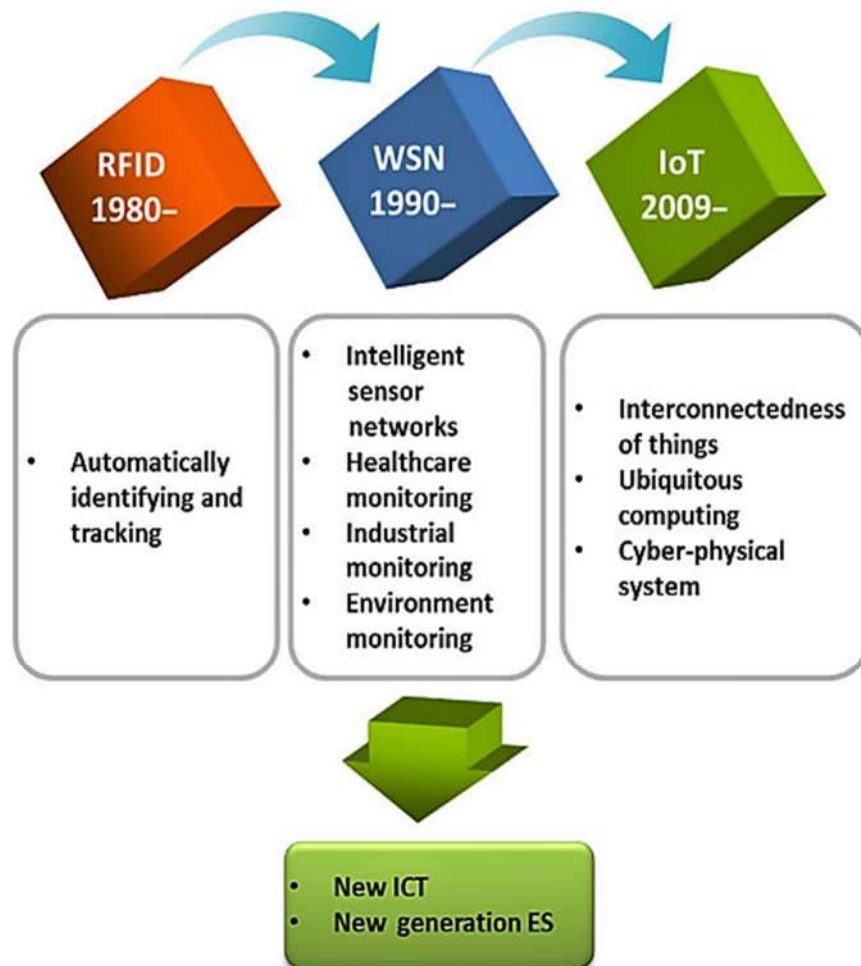 RFID
1980–
WSN
1990–
IoT
2009–
• Automatically
identifying and
tracking
• Intelligent
sensor
networks
• Healthcare
monitoring
• Industrial
monitoring
• Environment
monitoring
• Interconnectedness
of things
• Ubiquitous
computing
• Cyber-physical
system
• New ICT
• New generation ES